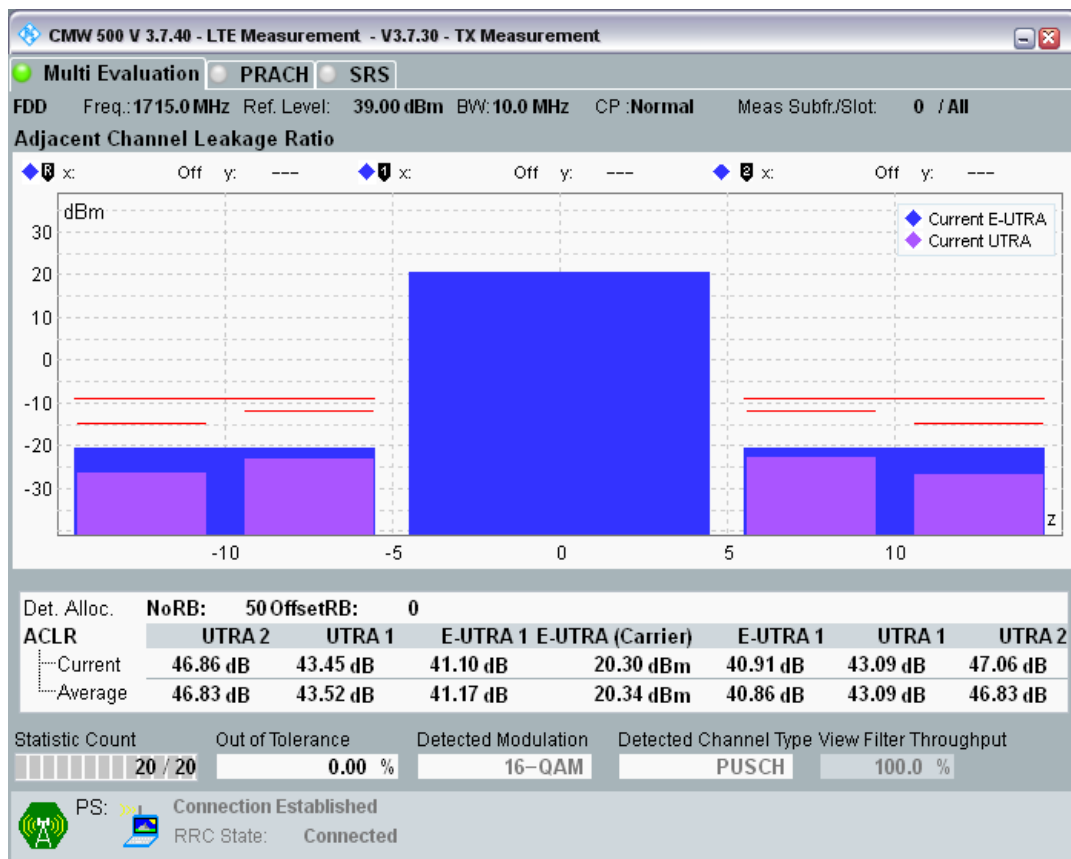 CMW 500 V 3.7.40 - LTE Measurement - V3.7.30 - TX Measurement
Multi Evaluation PRACH SRS
FDD Freq.:1715.0 MHz Ref. Level: 39.00 dBm BW:10.0 MHz CP :Normal Meas Subfr./Slot: 0 / All
Adjacent Channel Leakage Ratio
R x: Off y: --- 1 x: Off y: --- 2 x: Off y: ---
dBm
Current E-UTRA
Current UTRA
30
20
10
0
-10
-20
-30
z
-10 -5 0 5 10
Det. Alloc. NoRB: 50 OffsetRB: 0
ACLR UTRA 2 UTRA 1 E-UTRA 1 E-UTRA (Carrier) E-UTRA 1 UTRA 1 UTRA 2
Current 46.86 dB 43.45 dB 41.10 dB 20.30 dBm 40.91 dB 43.09 dB 47.06 dB
Average 46.83 dB 43.52 dB 41.17 dB 20.34 dBm 40.86 dB 43.09 dB 46.83 dB
Statistic Count Out of Tolerance Detected Modulation Detected Channel Type View Filter Throughput
20 / 20 0.00 % 16-QAM PUSCH 100.0 %
PS: Connection Established
RRC State: Connected